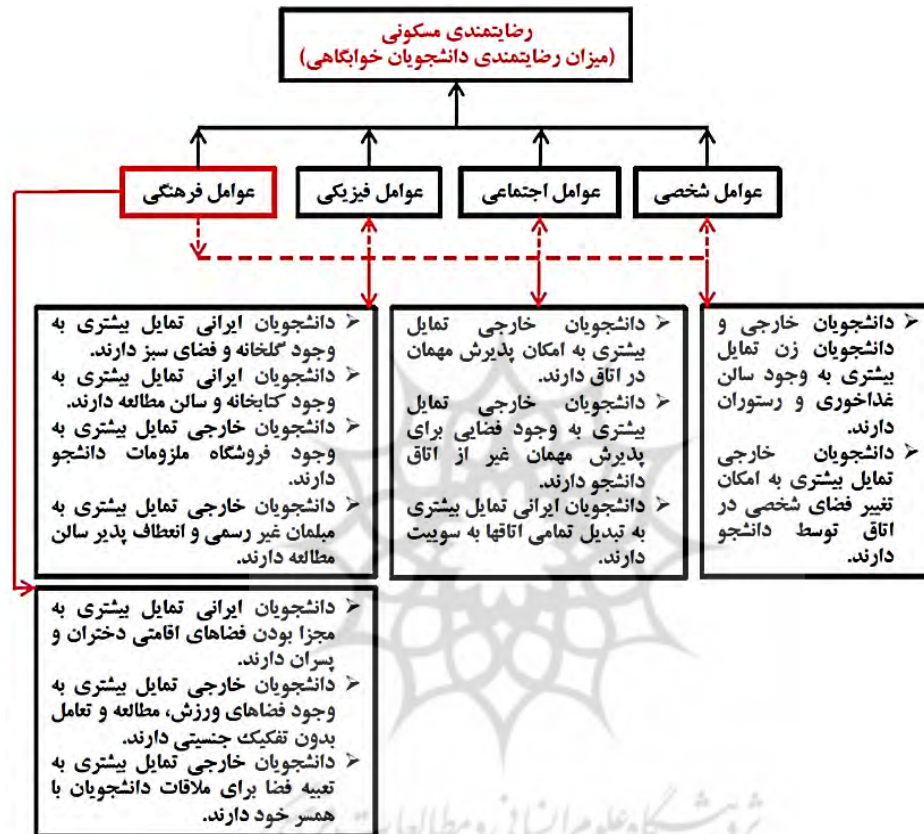 رضایتمندی مسکونی
(میزان رضایتمندی دانشجویان خوابگاهی)
عوامل شخصی
عوامل اجتماعی
عوامل فیزیکی
عوامل فرهنگی
دانشجویان خارجی و
دانشجویان زن تمایل
بیشتری به وجود سالن
غذاخوری و رستوران
دارند.
دانشجویان خارجی
تمایل بیشتری به امکان
تغییر فضای شخصی در
اتاق توسط دانشجو
دارند.
دانشجویان خارجی تمایل
بیشتری به امکان پذیرش مهمان
در اتاق دارند.
دانشجویان خارجی تمایل
بیشتری به وجود فضایی برای
پذیرش مهمان غیر از اتاق
دانشجو دارند.
دانشجویان ایرانی تمایل بیشتری
به تبدیل تمامی اتاقها به سوییت
دارند.
دانشجویان ایرانی تمایل بیشتری به
وجود گلخانه و فضای سبز دارند.
دانشجویان ایرانی تمایل بیشتری به
وجود کتابخانه و سالن مطالعه دارند.
دانشجویان خارجی تمایل بیشتری به
وجود فروشگاه ملزومات دانشجو
دارند.
دانشجویان خارجی تمایل بیشتری به
مبلمان غیر رسمی و انعطاف پذیر سالن
مطالعه دارند.
دانشجویان ایرانی تمایل بیشتری به
مجزا بودن فضاهای اقامتی دختران و
پسران دارند.
دانشجویان خارجی تمایل بیشتری به
وجود فضاهای ورزش، مطالعه و تعامل
بدون تفکیک جنسیتی دارند.
دانشجویان خارجی تمایل بیشتری به
تعبیه فضا برای ملاقات دانشجویان با
همسر خود دارند.
پژوهشگاه علوم انسانی و مطالعات